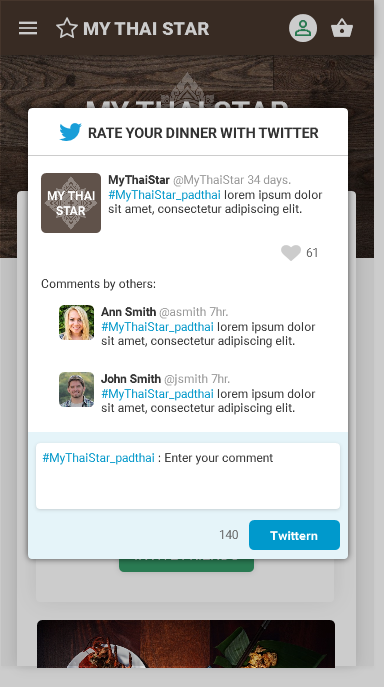 MY THAI STAR
MY THAI STAR
RATE YOUR DINNER WITH TWITTER
MyThaiStar @MyThaiStar 34 days.
#MyThaiStar_padthai lorem ipsum dolor
sit amet, consectetur adipiscing elit.
MY THAI
STAR
61
Comments by others:
Ann Smith @asmith 7hr.
#MyThaiStar_padthai lorem ipsum dolor
sit amet, consectetur adipiscing elit.
John Smith @jsmith 7hr.
#MyThaiStar_padthai lorem ipsum dolor
sit amet, consectetur adipiscing elit.
#MyThaiStar_padthai : Enter your comment
140
Twittern